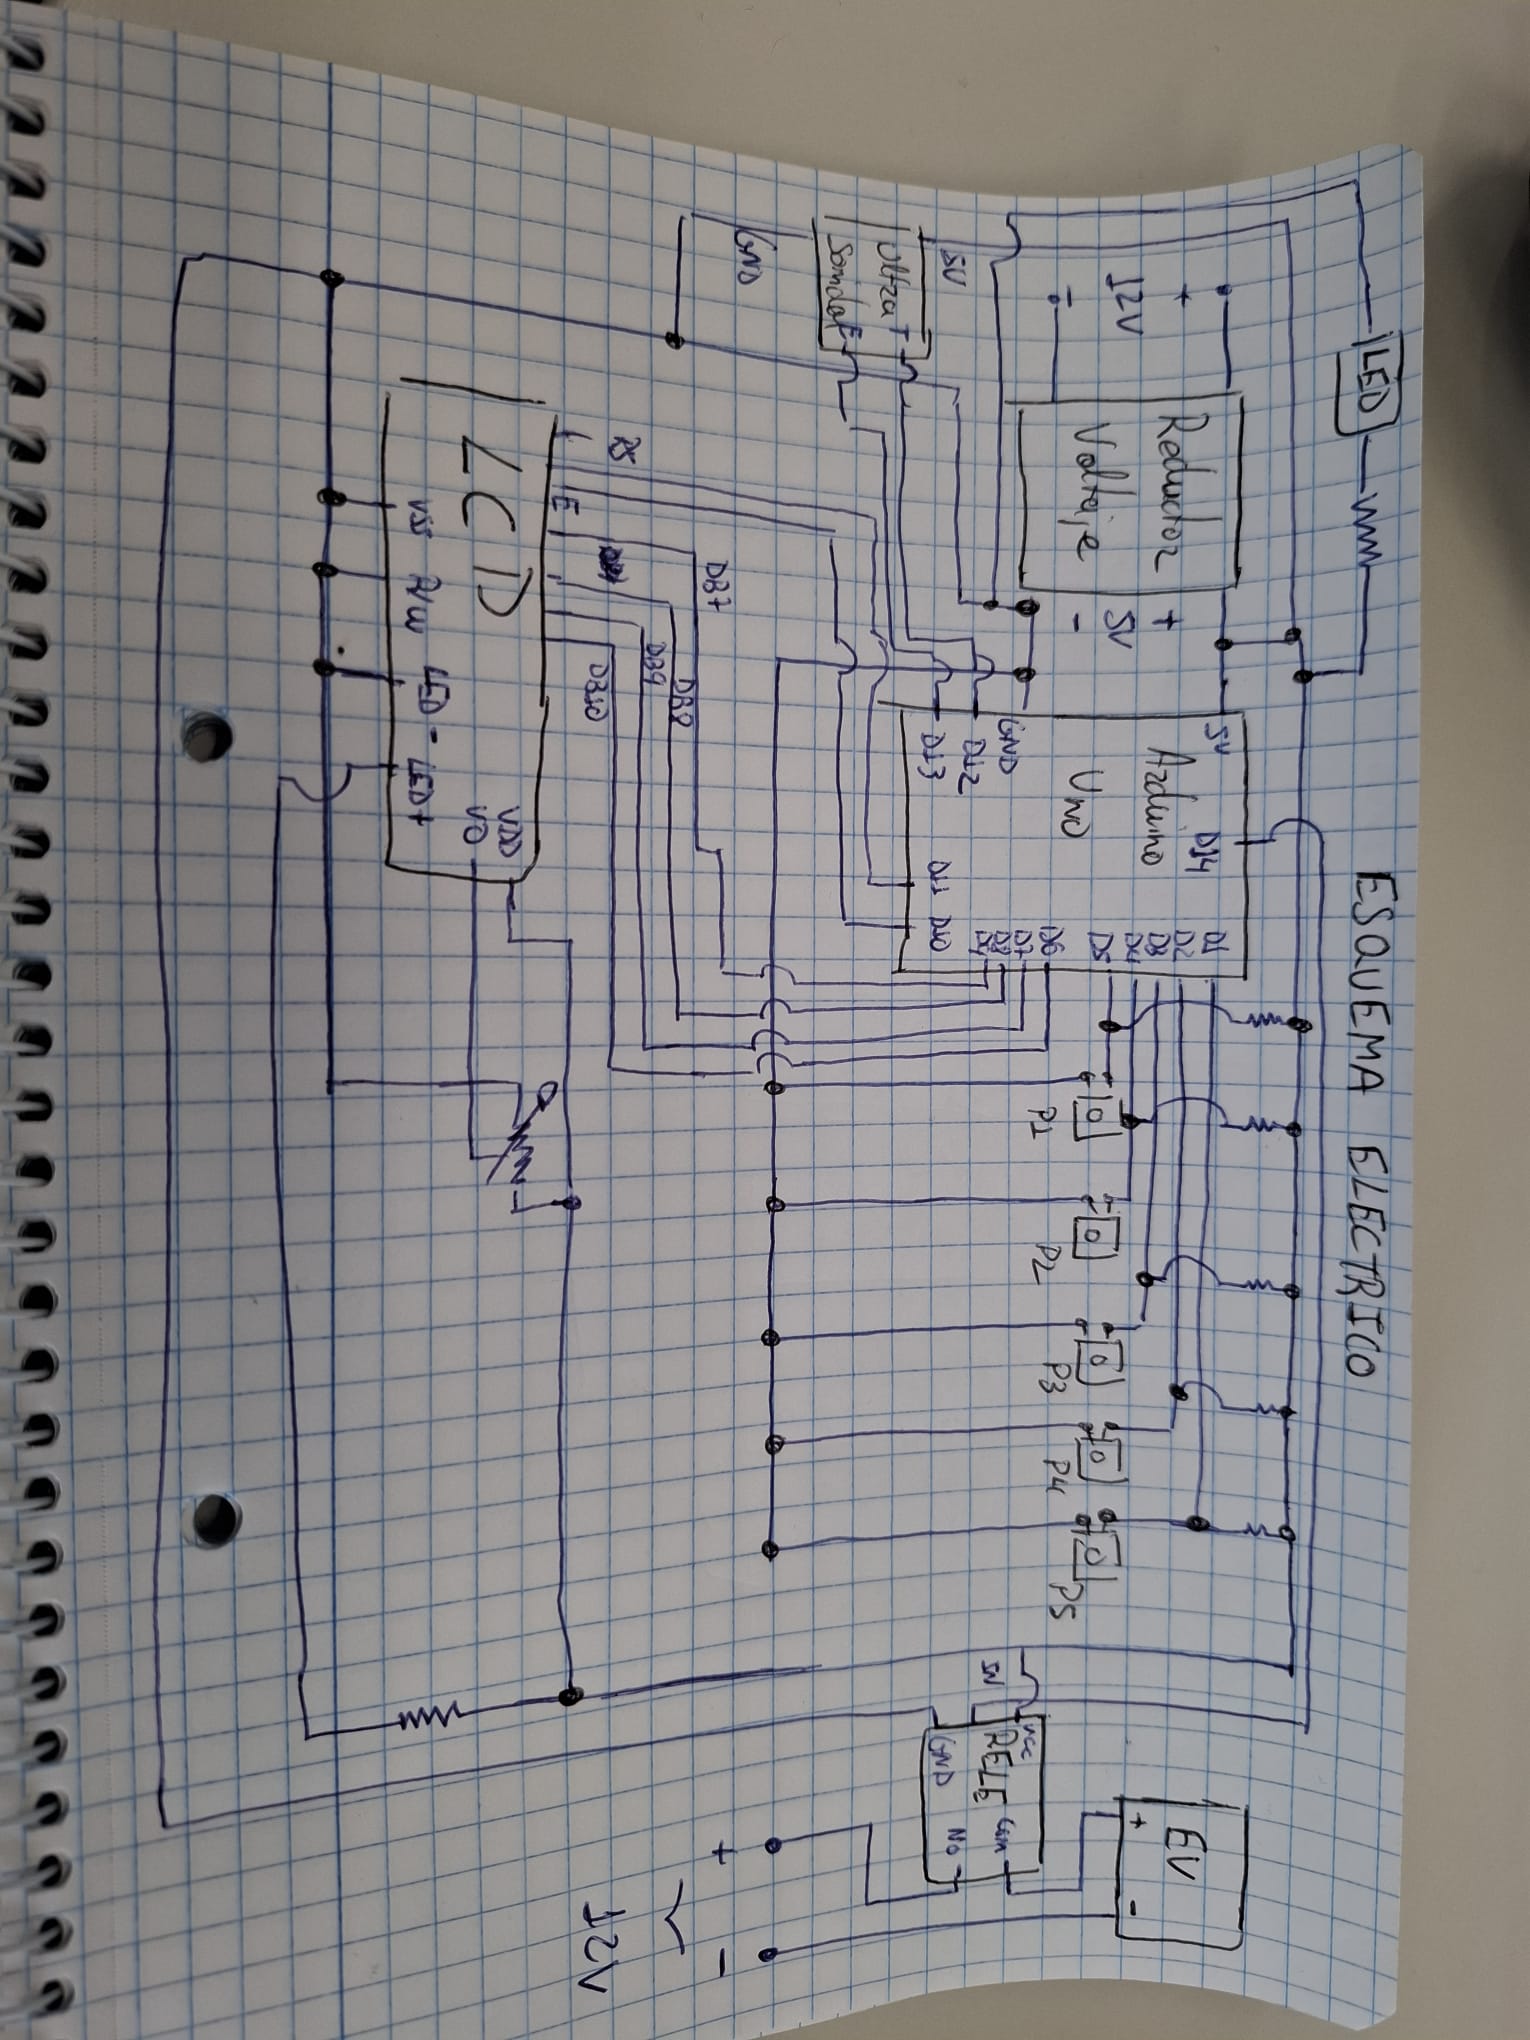 ESQUEMA ELECTRICO
LED
+
12V
-
Reductor
Voltaje
+
5V
-
5V
D14
Arduino
Uno
GND
D12
D13
D11
D10
D1
D2
D3
D4
D5
D6
D7
D8
D9
P1
P2
P3
P4
P5
EV
+
-
Vcc
RELE
GND
Com
NO
+
-
12V
5V
Ultra T
Sonidos E
GND
RS
E
DB7
DB8
DB9
DB10
LCD
VSS
R/W
LED -
LED+
VDD
VO